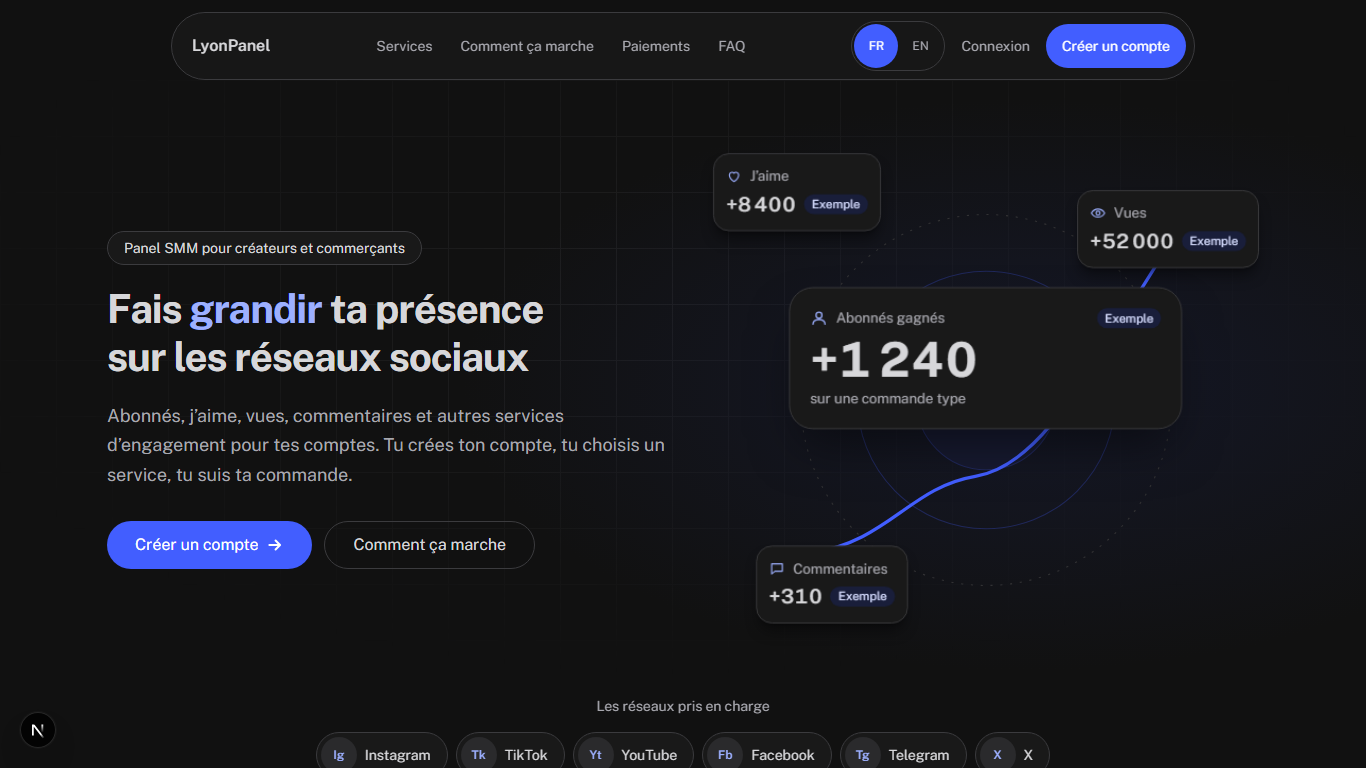 LyonPanel
Services
Comment ça marche
Paiements
FAQ
FR
EN
Connexion
Créer un compte
Panel SMM pour créateurs et commerçants
Fais grandir ta présence
sur les réseaux sociaux
Abonnés, j’aime, vues, commentaires et autres services
d’engagement pour tes comptes. Tu crées ton compte, tu choisis un
service, tu suis ta commande.
Créer un compte →
Comment ça marche
J’aime
+8 400 Exemple
Vues
+52 000 Exemple
Abonnés gagnés Exemple
+1 240
sur une commande type
Commentaires
+310 Exemple
Les réseaux pris en charge
Ig Instagram
Tk TikTok
Yt YouTube
Fb Facebook
Tg Telegram
X X
N